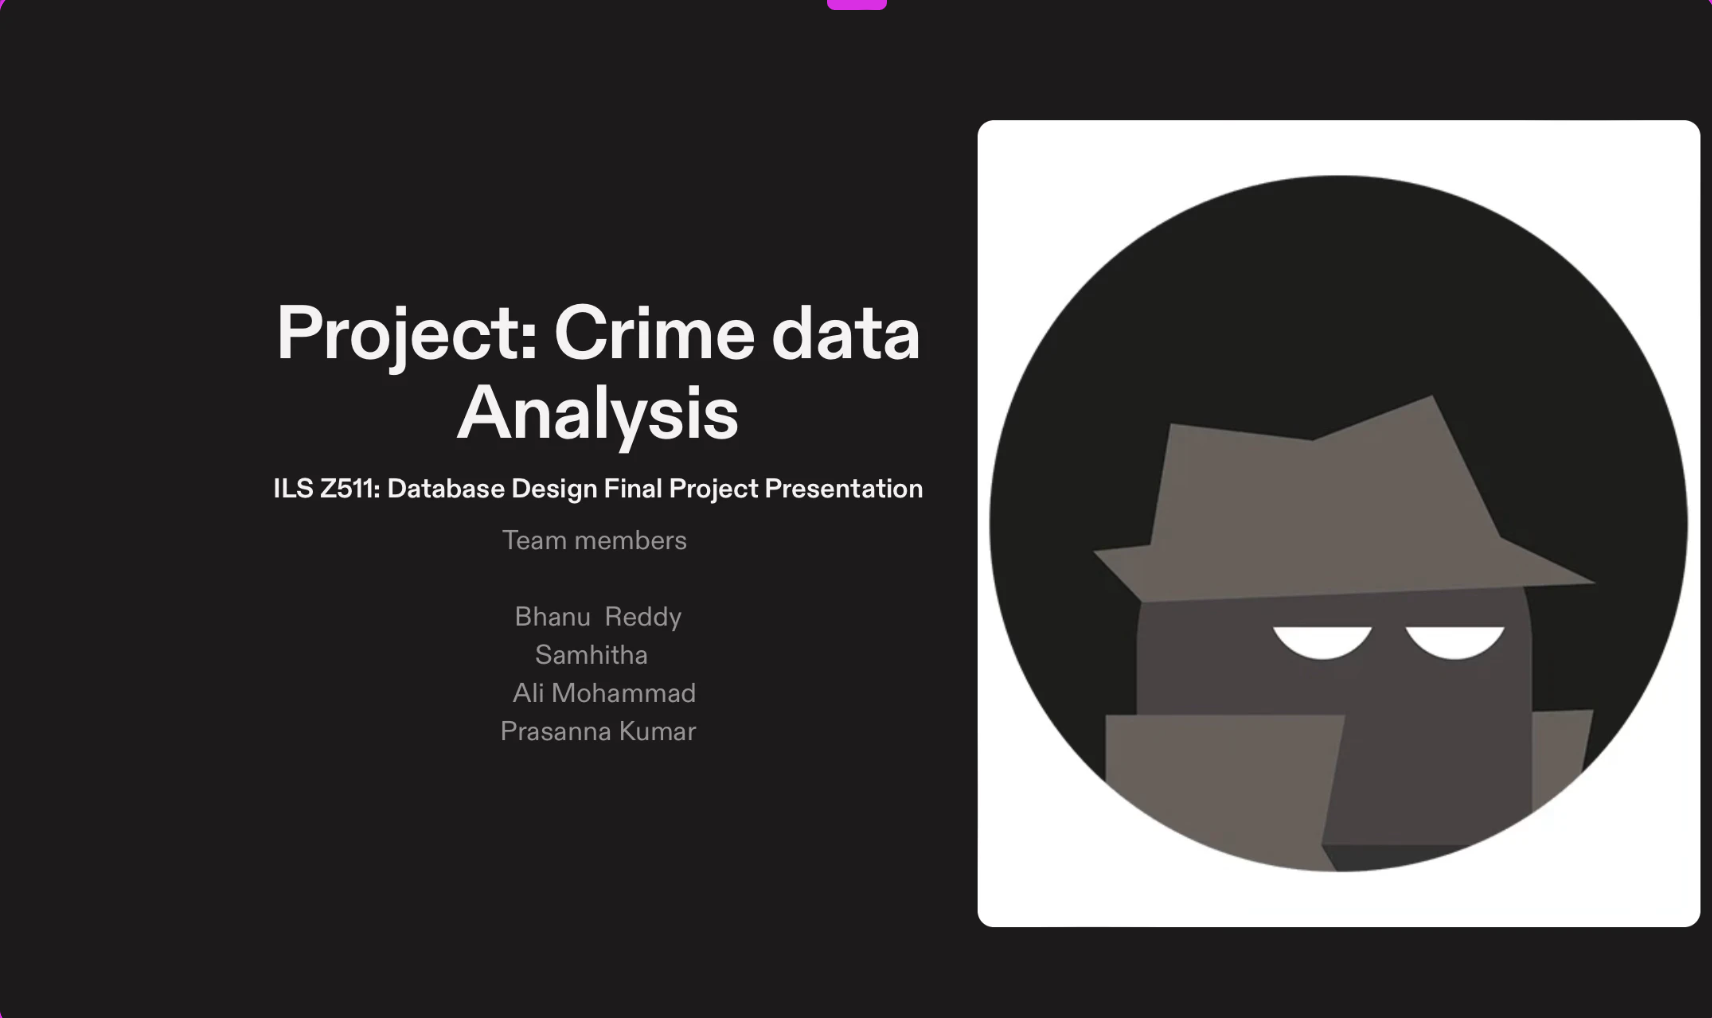 Project: Crime data
Analysis
ILS Z511: Database Design Final Project Presentation
Team members
Bhanu  Reddy
Samhitha
Ali Mohammad
Prasanna Kumar